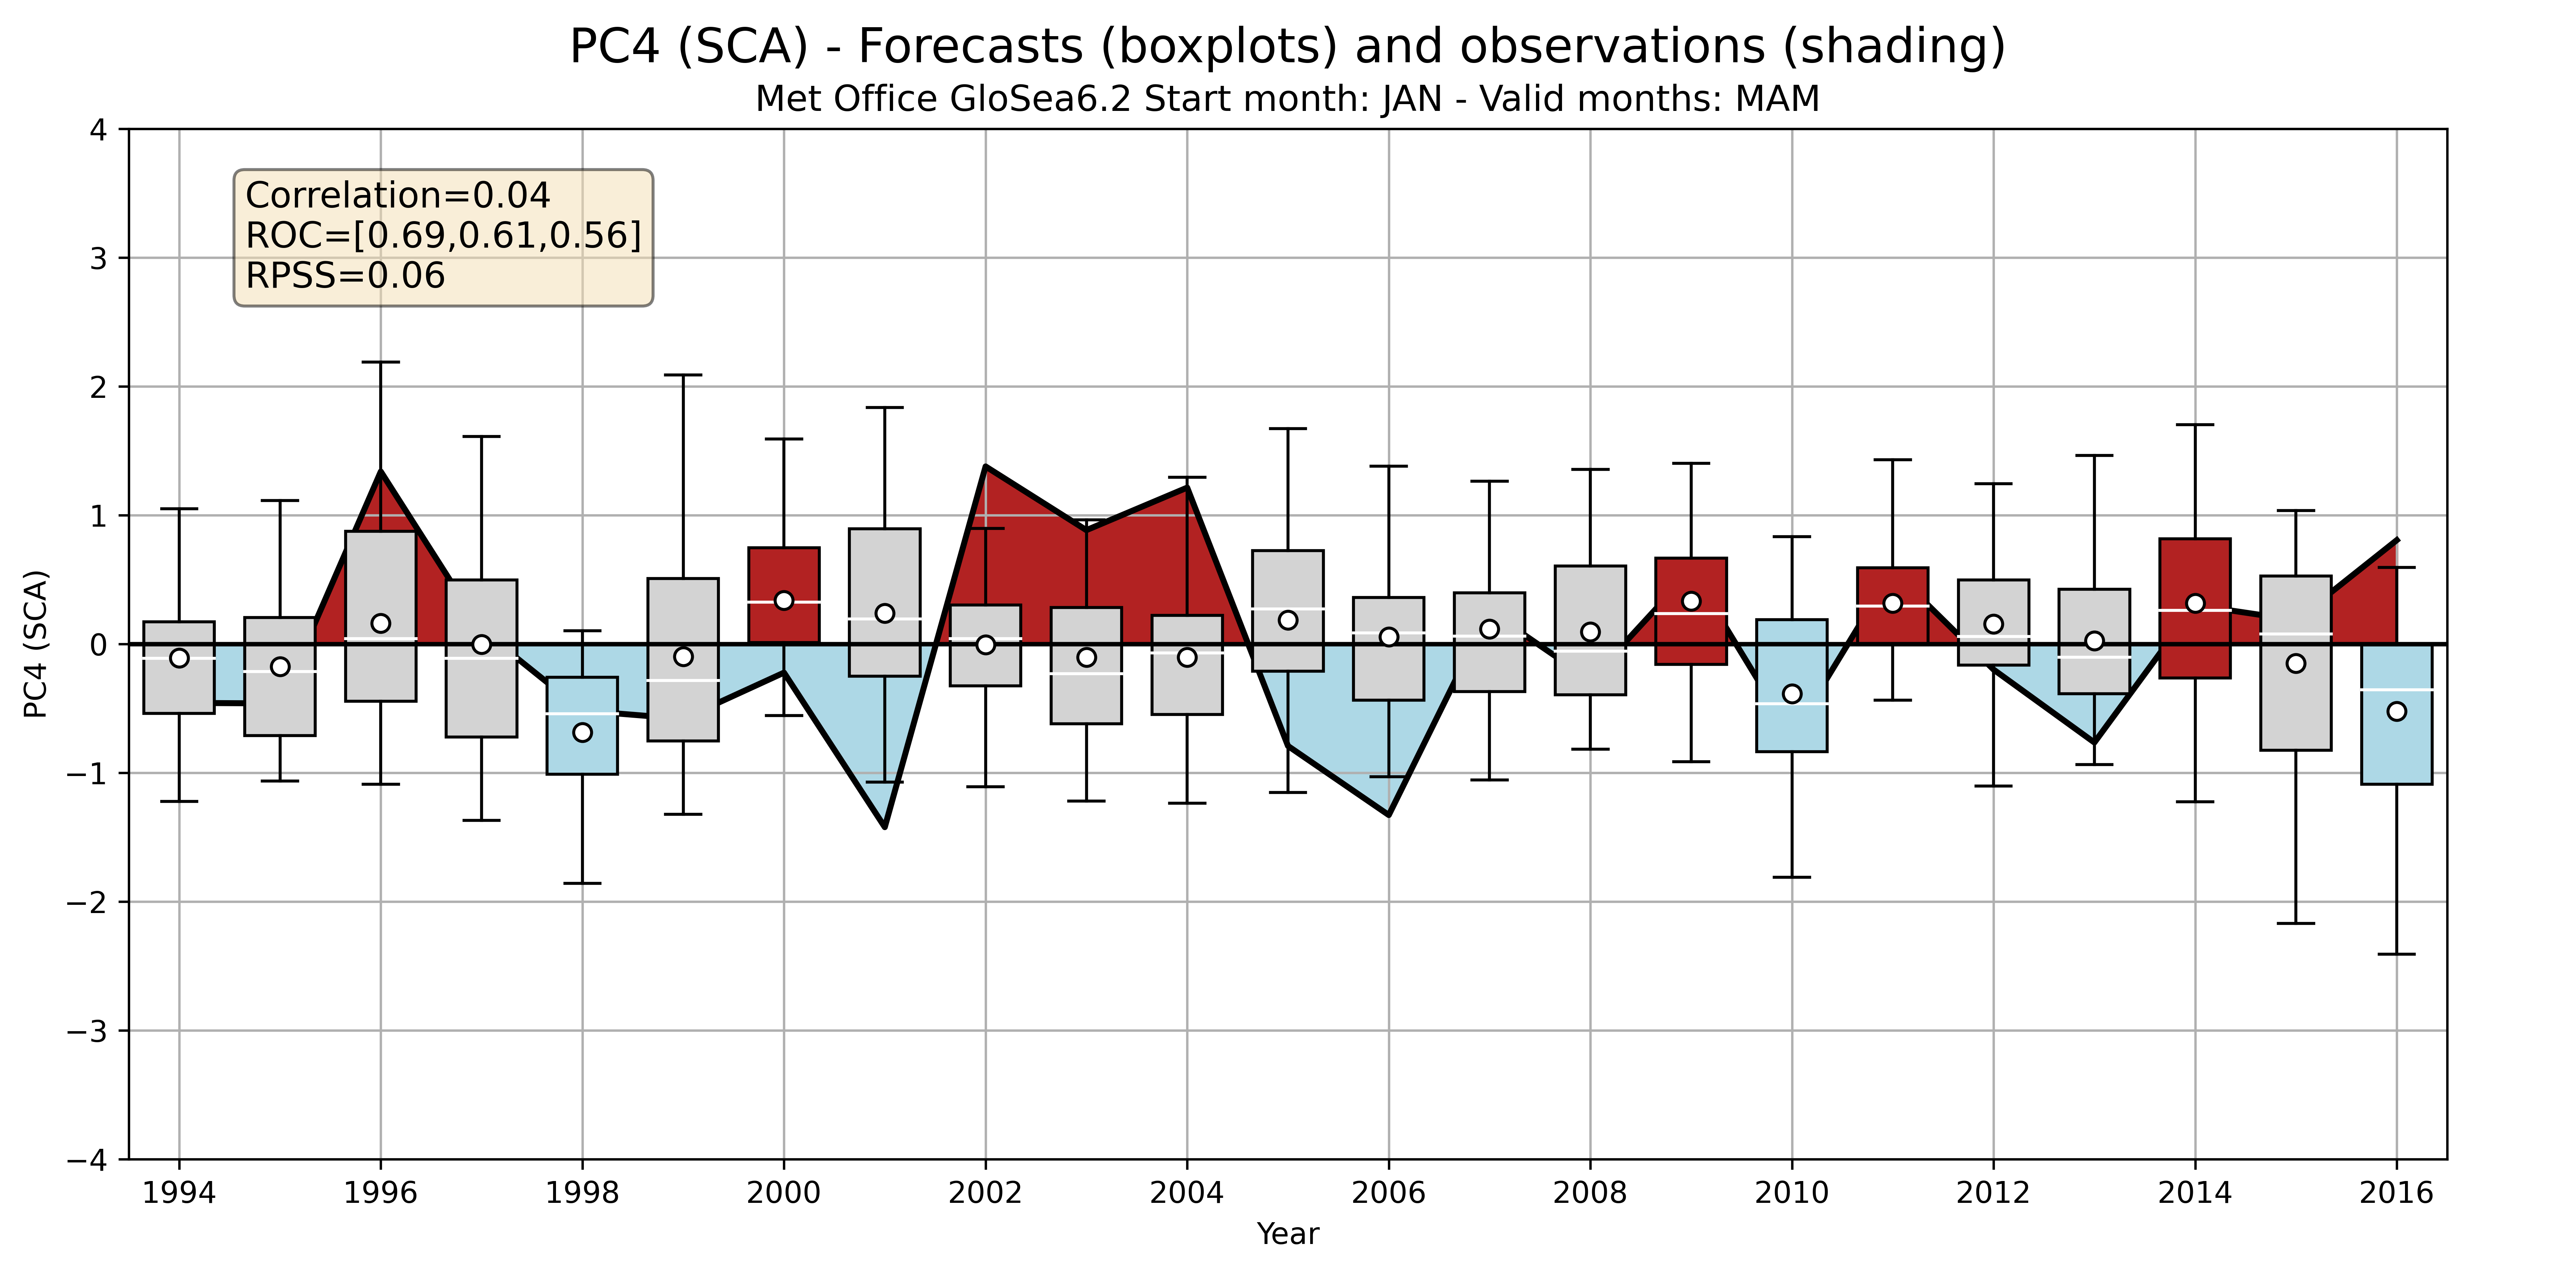 PC4 (SCA) - Forecasts (boxplots) and observations (shading)
Met Office GloSea6.2 Start month: JAN - Valid months: MAM
Correlation=0.04
ROC=[0.69,0.61,0.56]
RPSS=0.06
PC4 (SCA)
4
3
2
1
0
−1
−2
−3
−4
1994 1996 1998 2000 2002 2004 2006 2008 2010 2012 2014 2016
Year